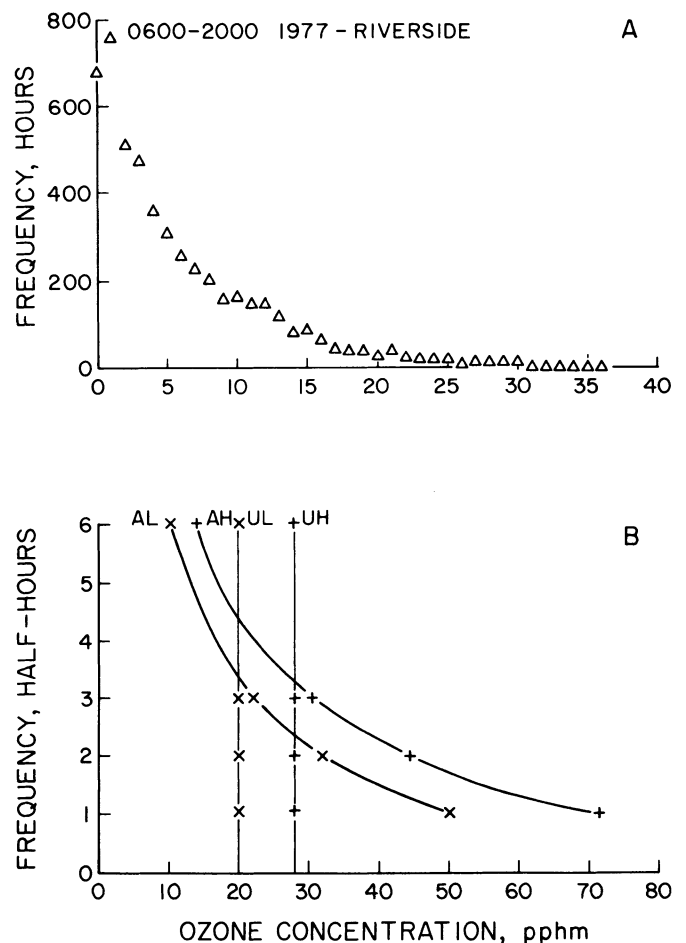 800
0600-2000 1977 - RIVERSIDE
A
600
400
200
0
FREQUENCY, HOURS
0 5 10 15 20 25 30 35 40
AL AH UL UH
B
6
5
4
3
2
1
0
FREQUENCY, HALF-HOURS
0 10 20 30 40 50 60 70 80
OZONE CONCENTRATION, pphm